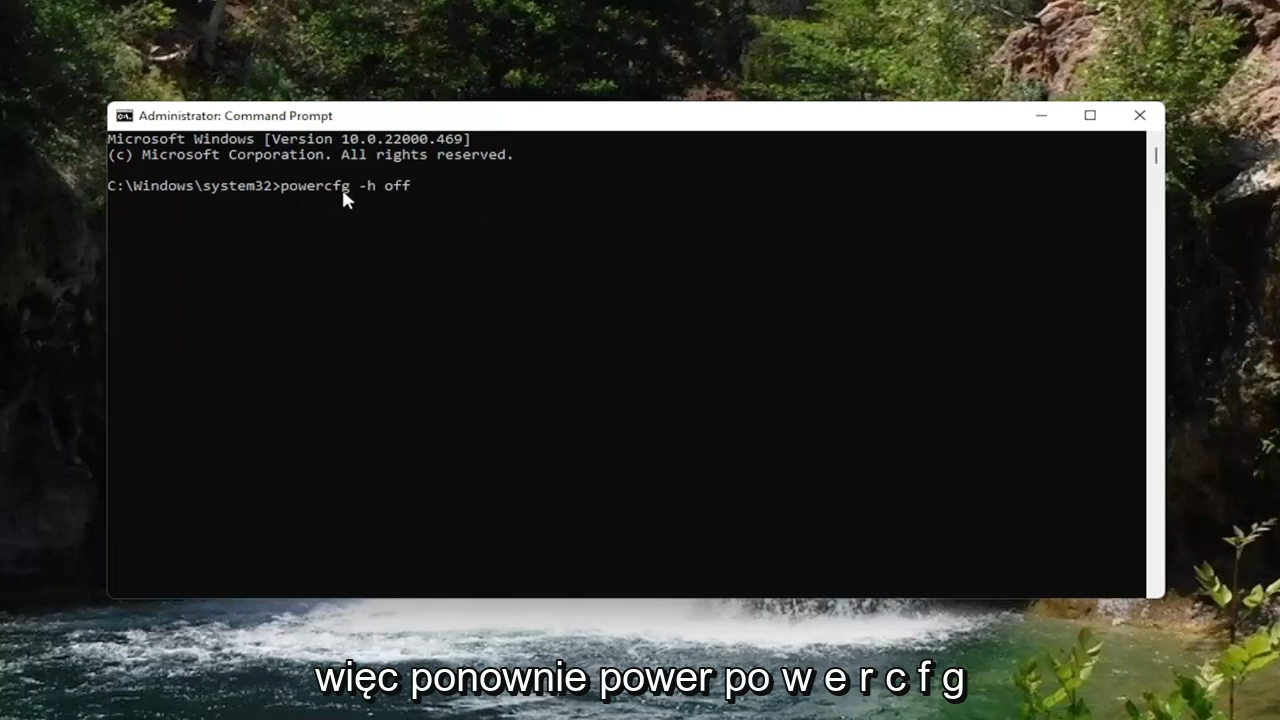 Administrator: Command Prompt
Microsoft Windows [Version 10.0.22000.469]
(c) Microsoft Corporation. All rights reserved.
C:\Windows\system32>powercfg -h off
więc ponownie power po w e r c f g